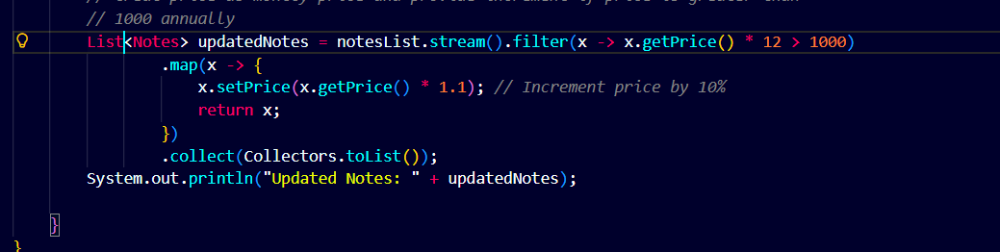 // 1000 annually
List<Notes> updatedNotes = notesList.stream().filter(x -> x.getPrice() * 12 > 1000)
.map(x -> {
x.setPrice(x.getPrice() * 1.1); // Increment price by 10%
return x;
})
.collect(Collectors.toList());
System.out.println("Updated Notes: " + updatedNotes);
}
}